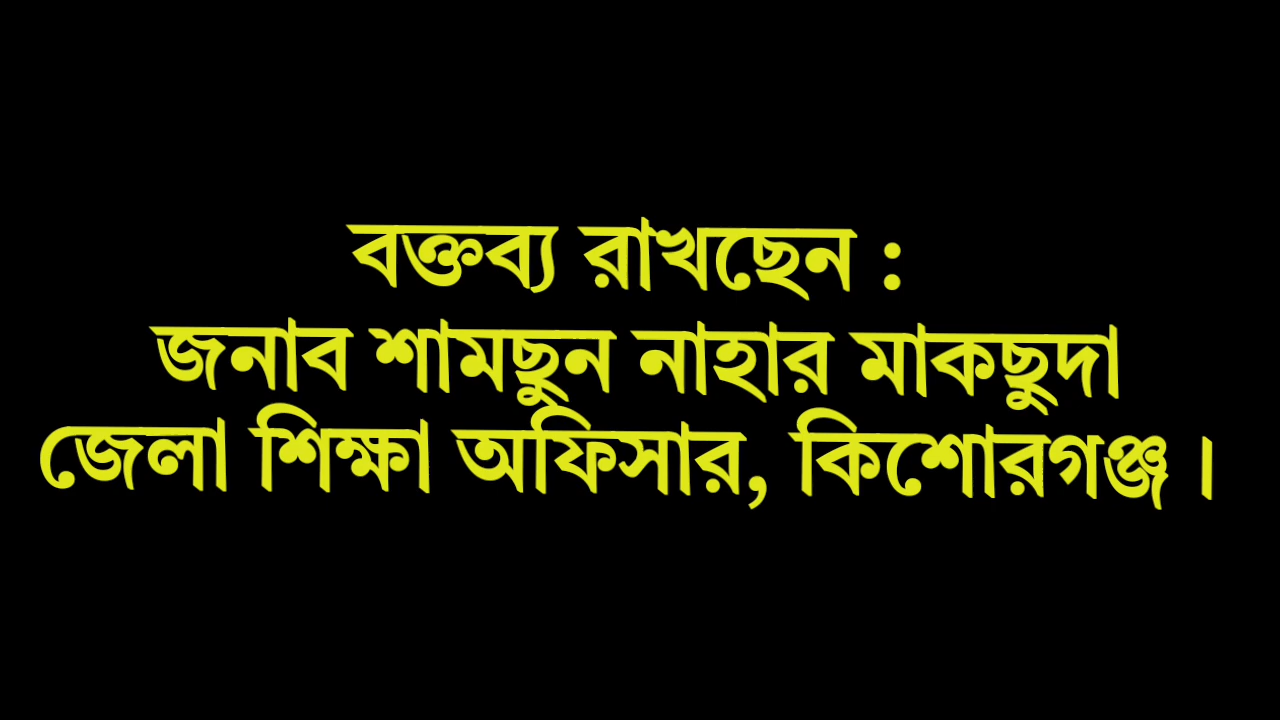 বক্তব্য রাখছেন :
জনাব শামছুন নাহার মাকছুদা
জেলা শিক্ষা অফিসার, কিশোরগঞ্জ।